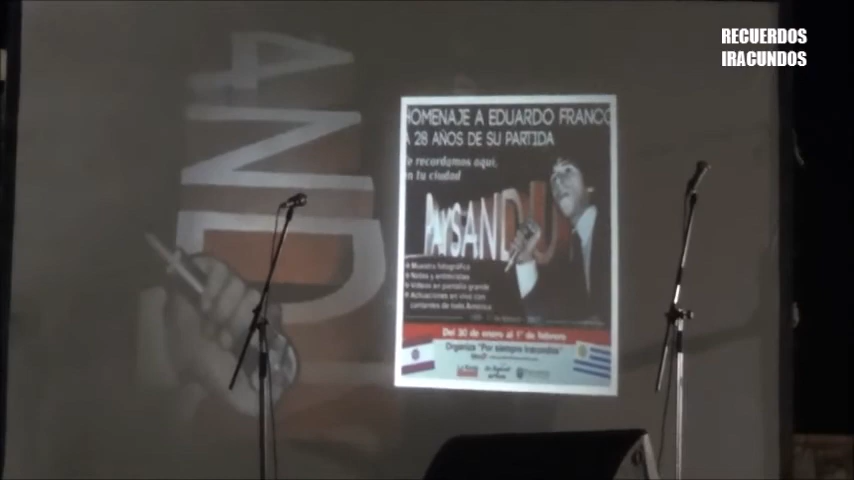 RECUERDOS
IRACUNDOS
HOMENAJE A EDUARDO FRANCO
A 28 AÑOS DE SU PARTIDA
Te recordamos aquí,
en tu ciudad
PAYSANDU
Muestra fotográfica
Notas y entrevistas
Videos en pantalla grande
Actuaciones en vivo con
cantantes de toda América
Del 30 de enero al 1° de febrero
Organiza "Por siempre Iracundos"
AND